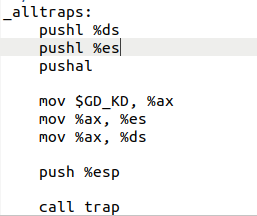 _alltraps:
pushl %ds
pushl %es
pushal
mov $GD_KD, %ax
mov %ax, %es
mov %ax, %ds
push %esp
call trap